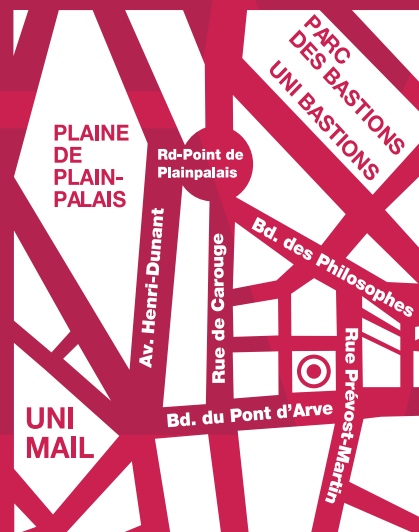 PARC
DES BASTIONS
UNI BASTIONS
PLAINE
DE
PLAIN-
PALAIS
Rd-Point de
Plainpalais
Bd. des Philosophes
Av. Henri-Dunant
Rue de Carouge
Rue Prévost-Martin
Bd. du Pont d'Arve
UNI
MAIL